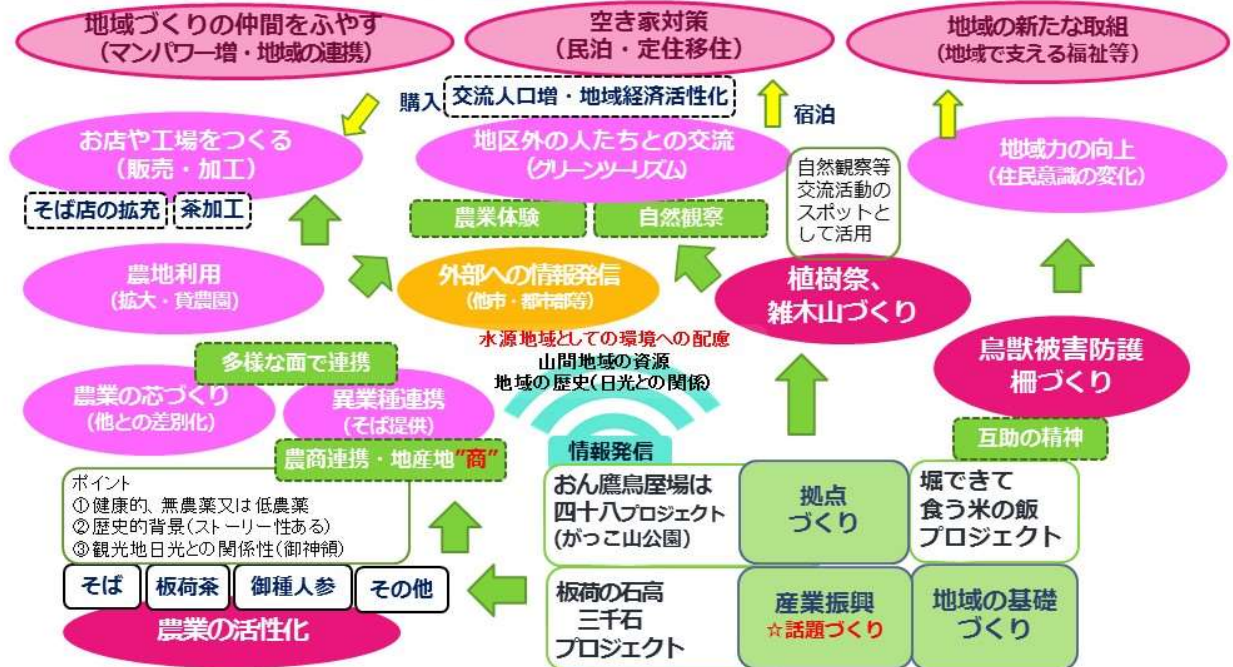 地域づくりの仲間をふやす
(マンパワー増・地域の連携)
空き家対策
(民泊・定住移住)
地域の新たな取組
(地域で支える福祉等)
購入
交流人口増・地域経済活性化
宿泊
お店や工場をつくる
(販売・加工)
地区外の人たちとの交流
(グリーンツーリズム)
自然観察等
交流活動の
スポットと
して活用
地域力の向上
(住民意識の変化)
そば店の拡充
茶加工
農業体験
自然観察
農地利用
(拡大・貸農園)
外部への情報発信
(他市・都市部等)
植樹祭、
雑木山づくり
水源地域としての環境への配慮
山間地域の資源
地域の歴史(日光との関係)
鳥獣被害防護
柵づくり
多様な面で連携
農業の芯づくり
(他との差別化)
異業種連携
(そば提供)
互助の精神
農商連携・地産地”商”
情報発信
ポイント
①健康的、無農薬又は低農薬
②歴史的背景(ストーリー性ある)
③観光地日光との関係性(御神領)
おん鷹鳥屋場は
四十八プロジェクト
(がっこ山公園)
拠点
づくり
堀できて
食う米の飯
プロジェクト
そば
板荷茶
御種人参
その他
農業の活性化
板荷の石高
三千石
プロジェクト
産業振興
☆話題づくり
地域の基礎
づくり